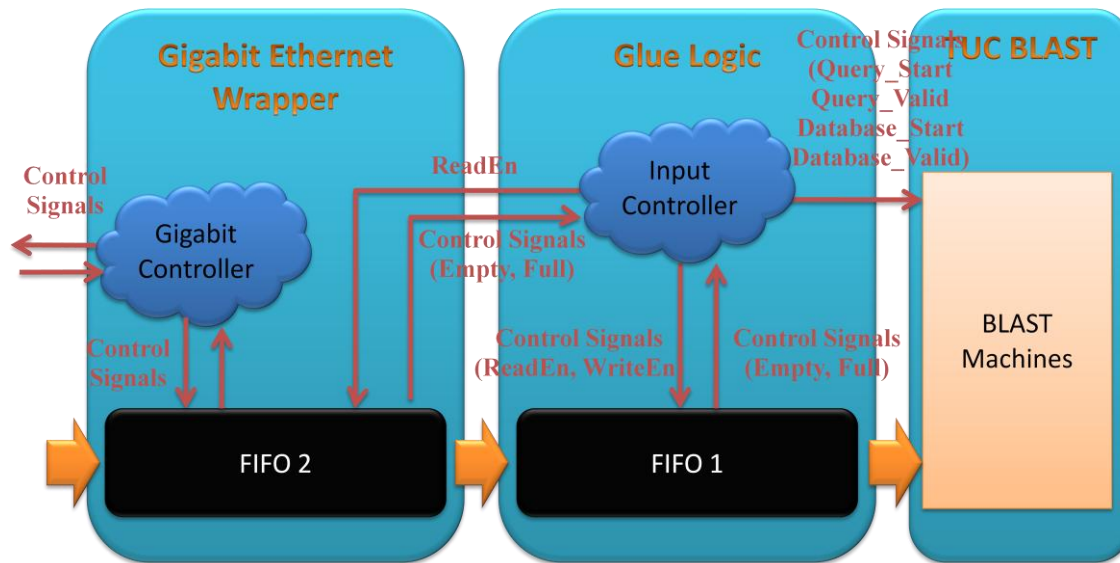 Gigabit Ethernet
Wrapper
Control
Signals
Gigabit
Controller
Control
Signals
FIFO 2
Glue Logic
ReadEn
Input
Controller
Control Signals
(Empty, Full)
Control Signals
(ReadEn, WriteEn
Control Signals
(Empty, Full)
FIFO 1
TUC BLAST
Control Signals
(Query_Start
Query_Valid
Database_Start
Database_Valid)
BLAST
Machines